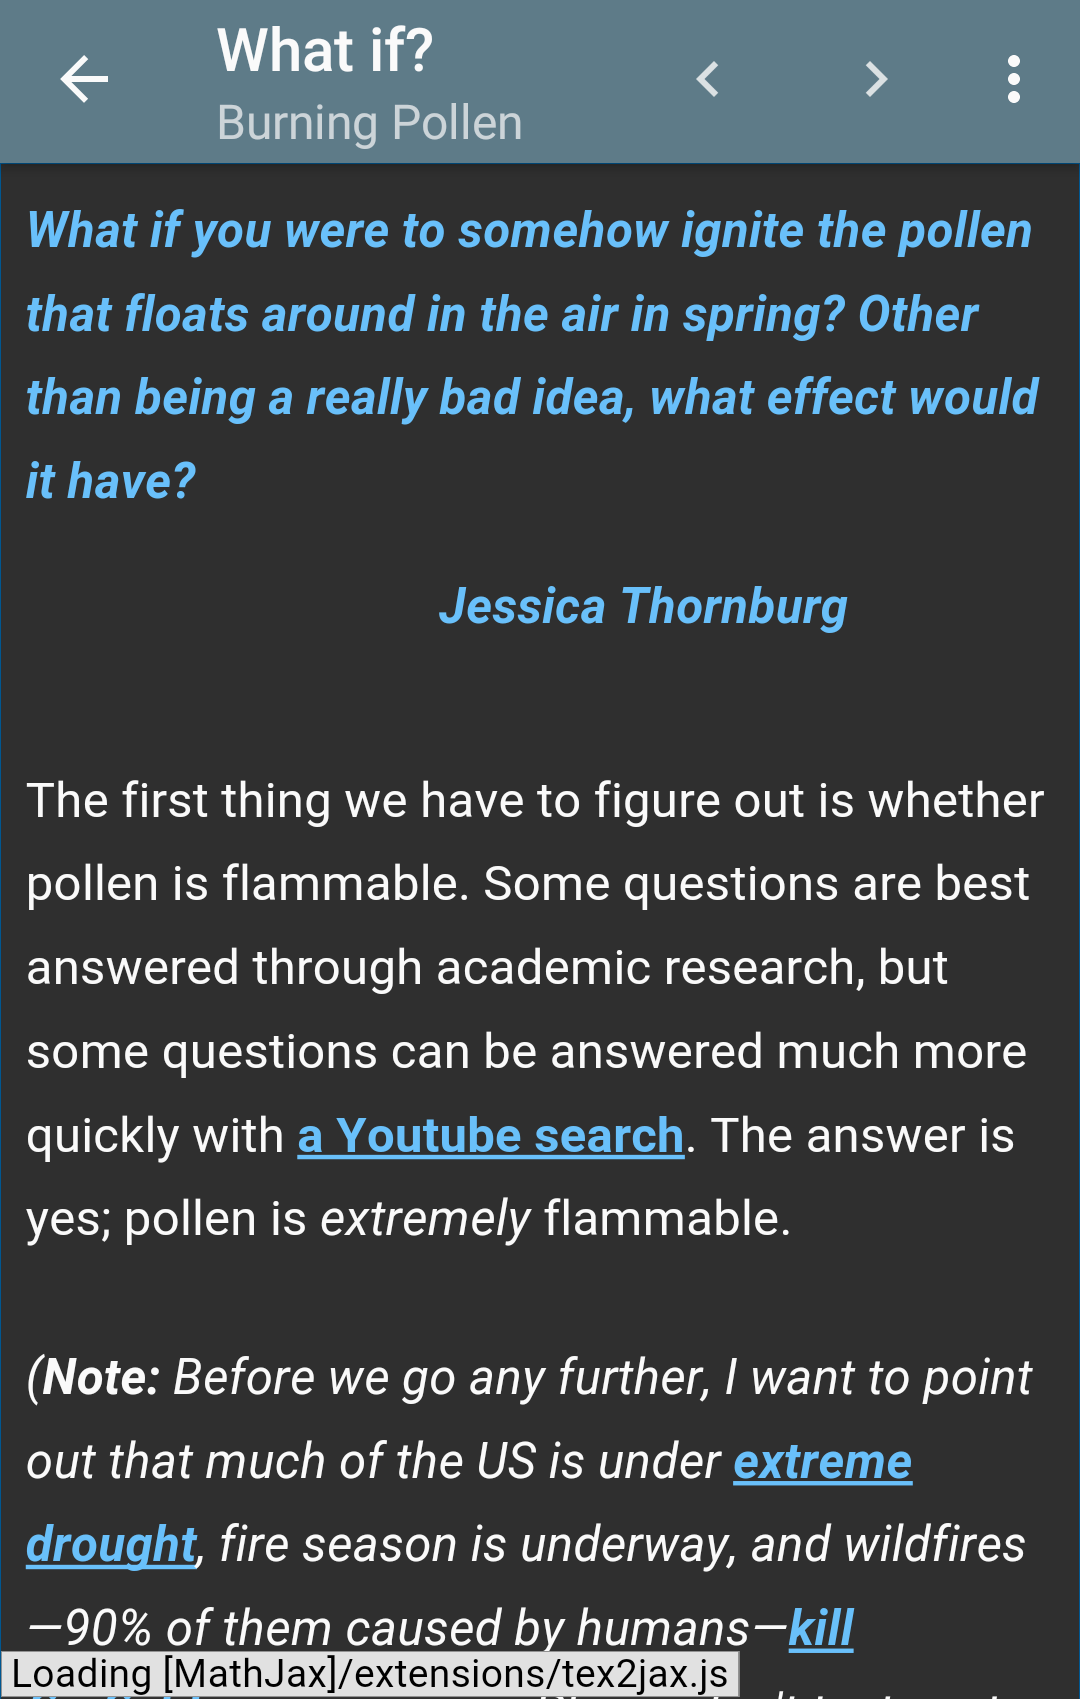 What if?
Burning Pollen
What if you were to somehow ignite the pollen
that floats around in the air in spring? Other
than being a really bad idea, what effect would
it have?
Jessica Thornburg
The first thing we have to figure out is whether
pollen is flammable. Some questions are best
answered through academic research, but
some questions can be answered much more
quickly with a Youtube search. The answer is
yes; pollen is extremely flammable.
(Note: Before we go any further, I want to point
out that much of the US is under extreme
drought, fire season is underway, and wildfires
—90% of them caused by humans—kill
Loading [MathJax]/extensions/tex2jax.js